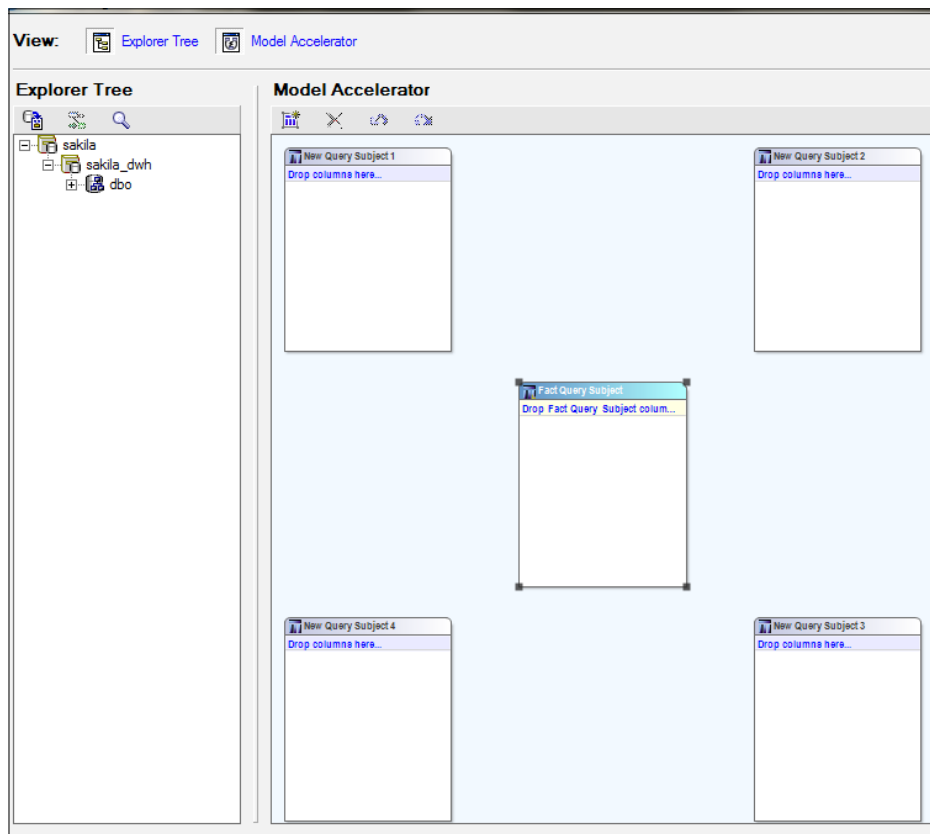 View: Explorer Tree Model Accelerator
Explorer Tree
sakila
sakila_dwh
dbo
Model Accelerator
New Query Subject 1
Drop columns here...
New Query Subject 2
Drop columns here...
Fact Query Subject
Drop Fact Query Subject colum...
New Query Subject 4
Drop columns here...
New Query Subject 3
Drop columns here...